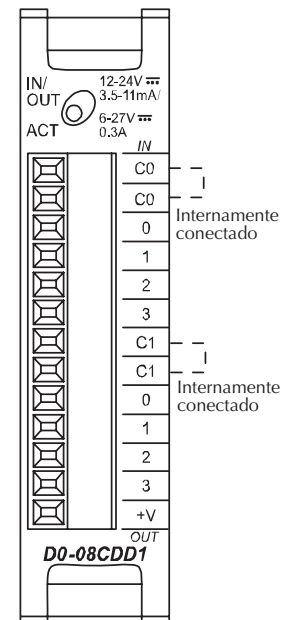 IN/
OUT
12-24V ⎓
3.5-11mA/
ACT
6-27V ⎓
0.3A
IN
C0
C0
Internamente
conectado
0
1
2
3
C1
C1
Internamente
conectado
0
1
2
3
+V
OUT
D0-08CDD1